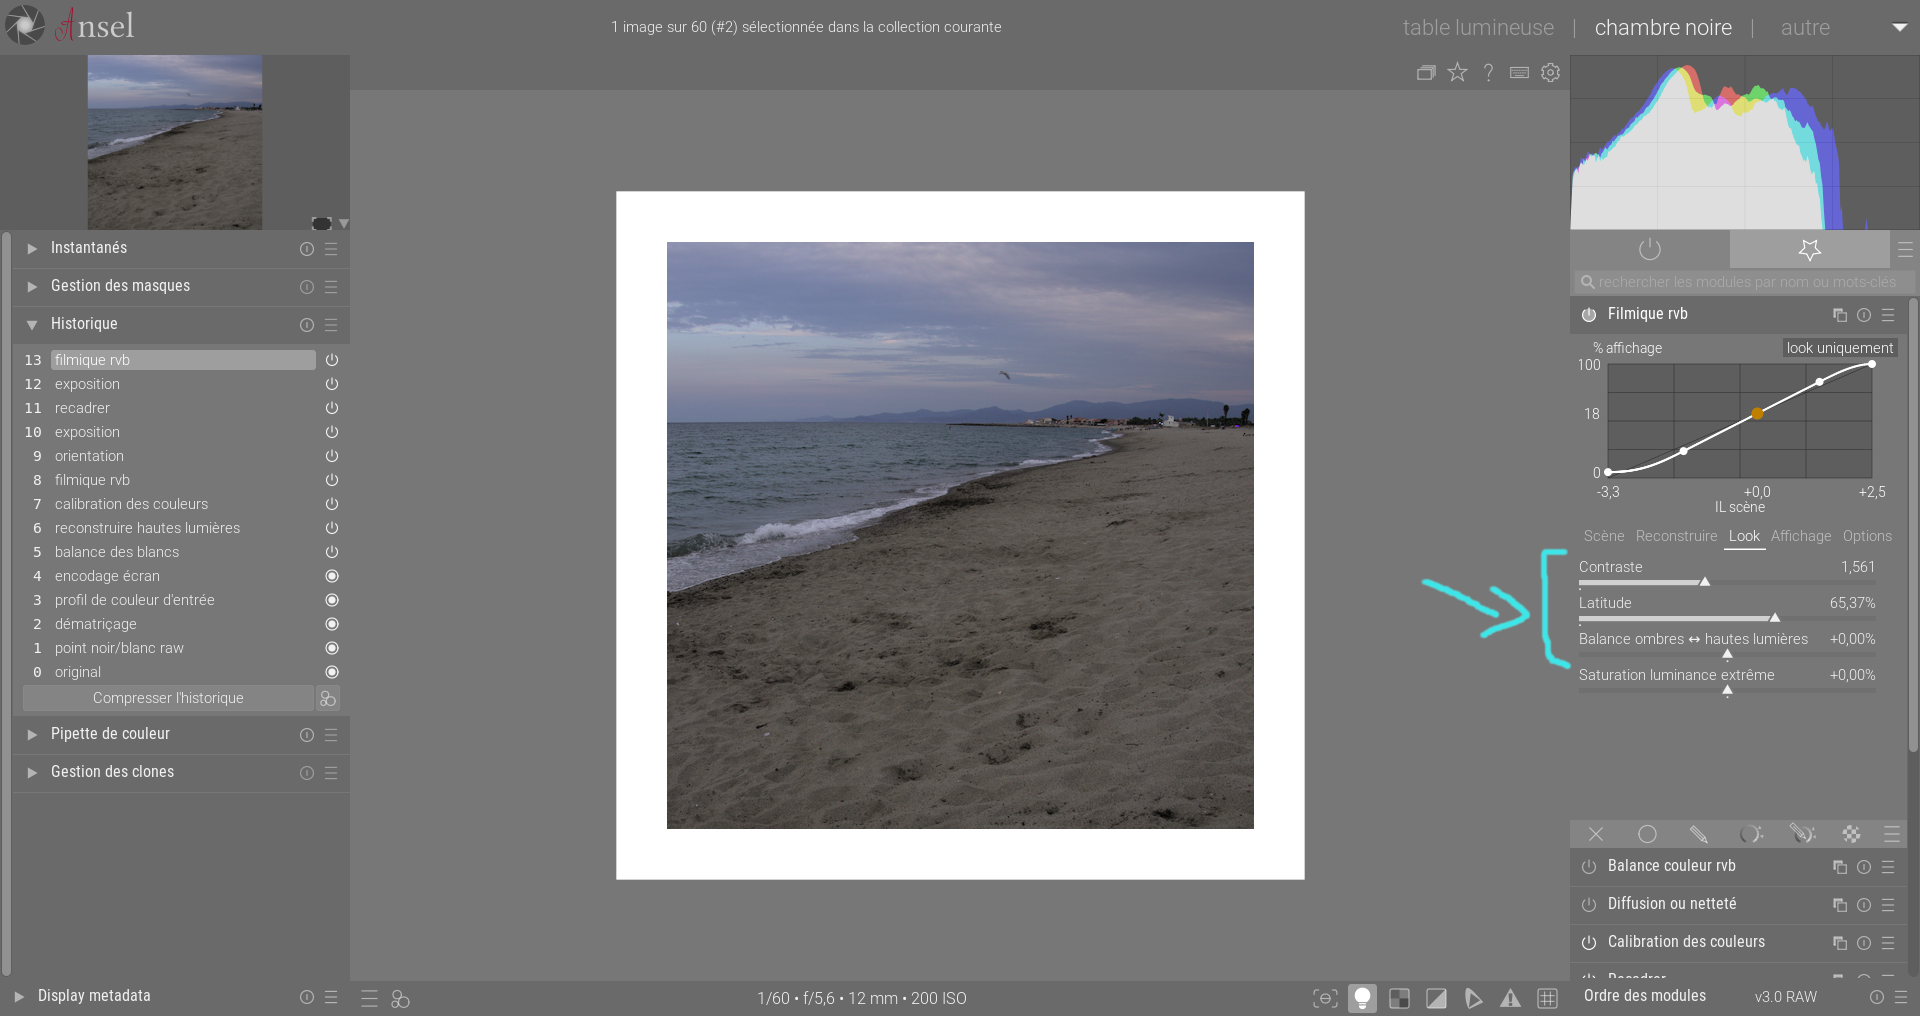 Ansel
1 image sur 60 (#2) sélectionnée dans la collection courante
table lumineuse | chambre noire | autre
Instantanés
Gestion des masques
Historique
13 filmique rvb
12 exposition
11 recadrer
10 exposition
9 orientation
8 filmique rvb
7 calibration des couleurs
6 reconstruire hautes lumières
5 balance des blancs
4 encodage écran
3 profil de couleur d'entrée
2 dématriçage
1 point noir/blanc raw
0 original
Compresser l'historique
Pipette de couleur
Gestion des clones
Display metadata
1/60 • f/5,6 • 12 mm • 200 ISO
rechercher les modules par nom ou mots-clés
Filmique rvb
% affichage look uniquement
100
18
0
-3,3 +0,0 +2,5
IL scène
Scène Reconstruire Look Affichage Options
Contraste 1,561
Latitude 65,37%
Balance ombres ↔ hautes lumières +0,00%
Saturation luminance extrême +0,00%
Balance couleur rvb
Diffusion ou netteté
Calibration des couleurs
Recadrer
Ordre des modules v3.0 RAW